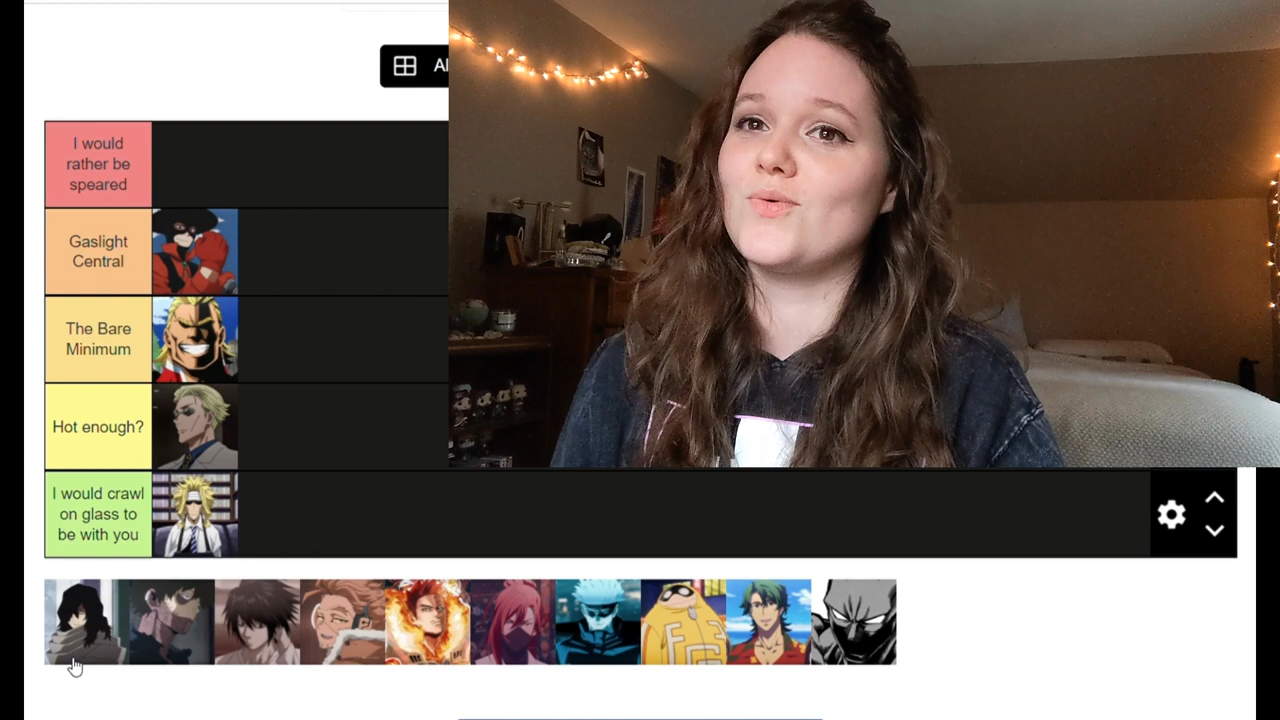 Al
I would
rather be
speared
Gaslight
Central
The Bare
Minimum
Hot enough?
I would crawl
on glass to
be with you